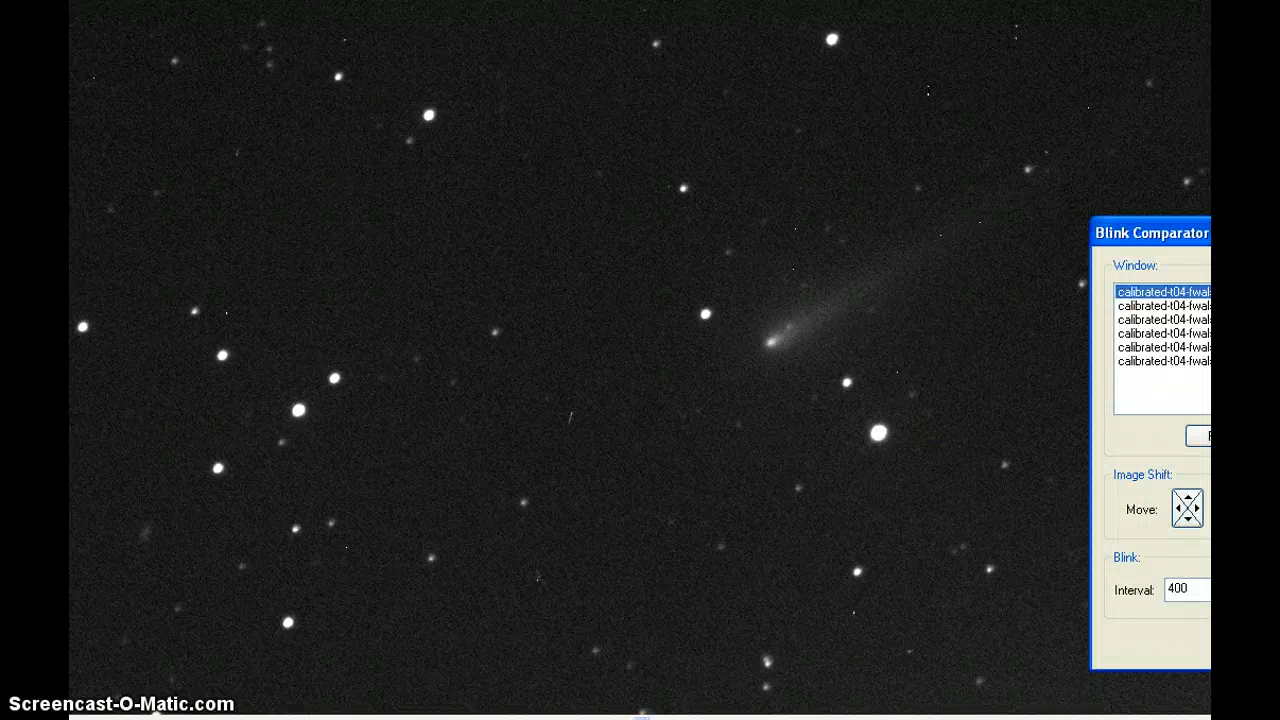 Blink Comparator
Window:
calibrated-t04-fwal
calibrated-t04-fwal
calibrated-t04-fwal
calibrated-t04-fwal
calibrated-t04-fwal
calibrated-t04-fwal
Image Shift:
Move:
Blink:
Interval: 400
Screencast-O-Matic.com